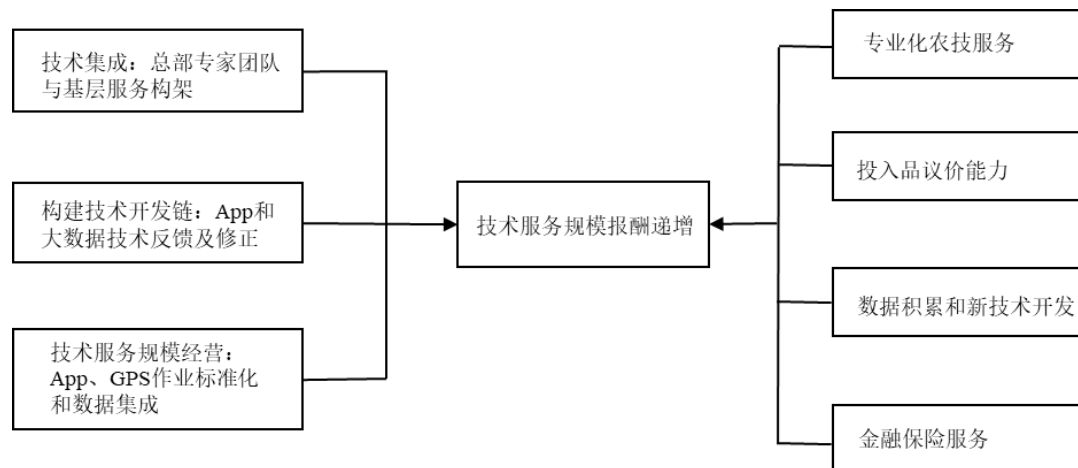 技术集成：总部专家团队
与基层服务构架
构建技术开发链：App和
大数据技术反馈及修正
技术服务规模经营：
App、GPS作业标准化
和数据集成
技术服务规模报酬递增
专业化农技服务
投入品议价能力
数据积累和新技术开发
金融保险服务